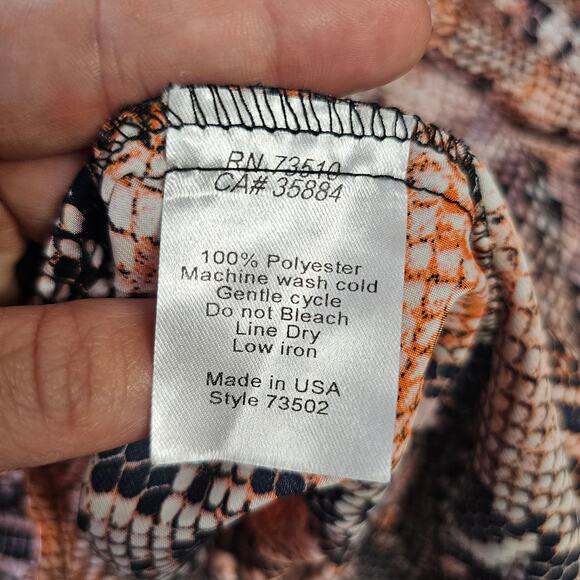 RN 73510
CA# 35884
100% Polyester
Machine wash cold
Gentle cycle
Do not Bleach
Line Dry
Low iron
Made in USA
Style 73502